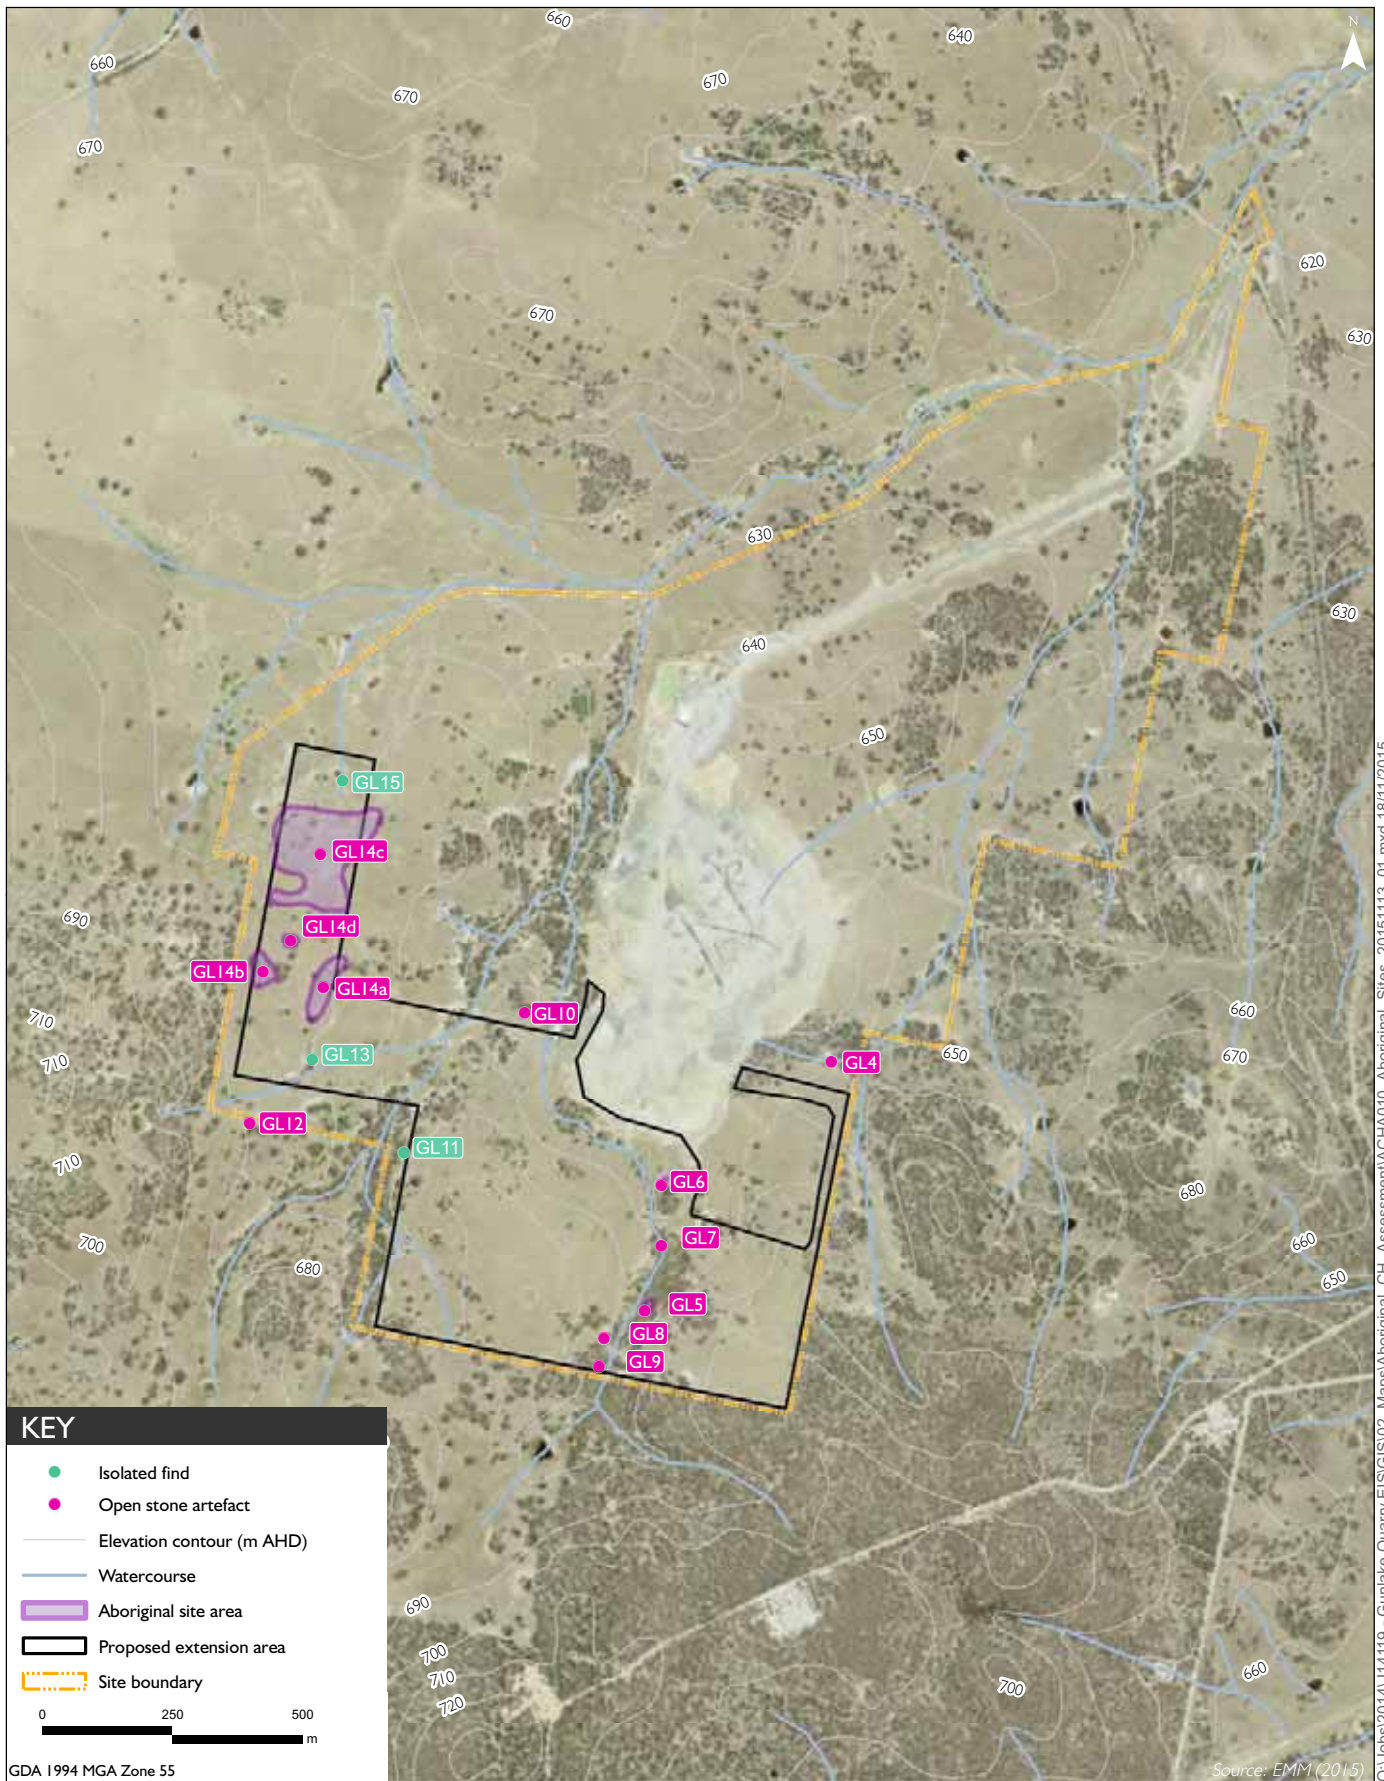 N
660
640
660
670
670
670
620
670
630
630
630
640
650
GL15
GL14c
690
GL14d
GL14b
GL14a
GL10
710
660
GL13
650
670
710
GL4
GL12
GL11
710
GL6
680
GL7
700
660
680
650
GL5
GL8
GL9
KEY
Isolated find
Open stone artefact
Elevation contour (m AHD)
Watercourse
Aboriginal site area
Proposed extension area
Site boundary
0 250 500
m
GDA 1994 MGA Zone 55
690
700
710
720
700
660
Source: EMM (2015)